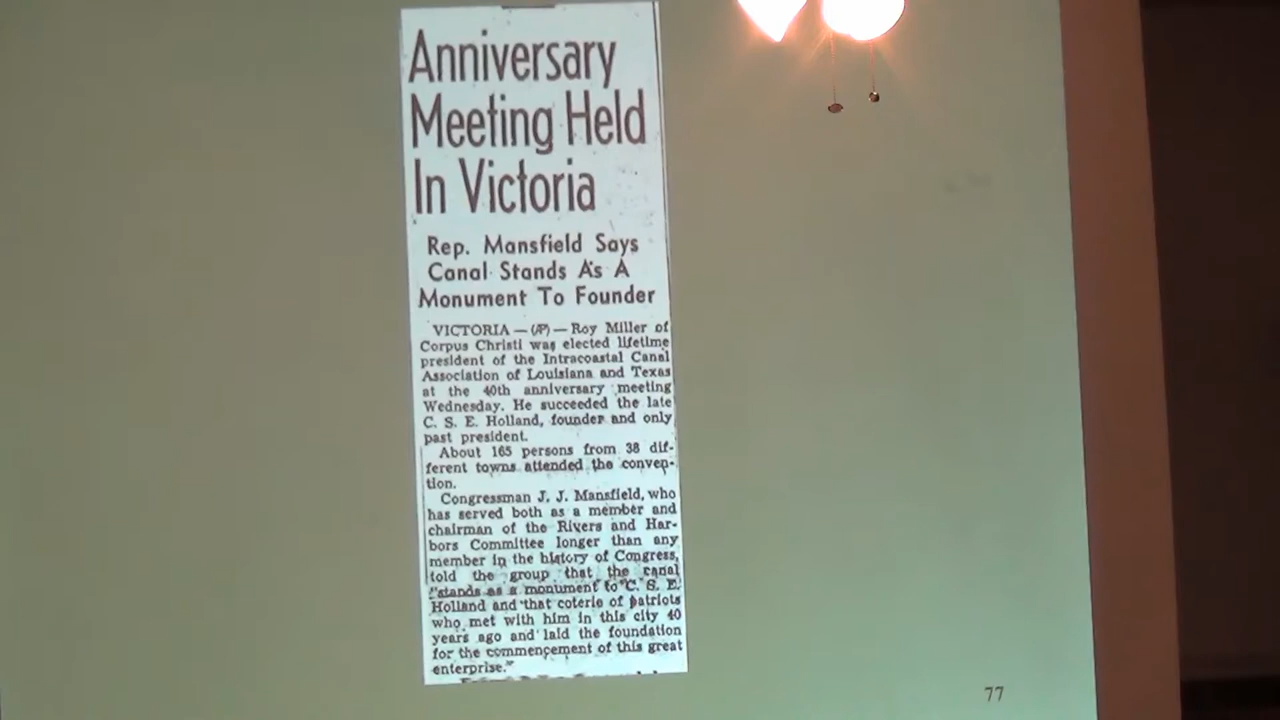 Anniversary
Meeting Held
In Victoria
Rep. Mansfield Says
Canal Stands As A
Monument To Founder
VICTORIA — (AP) — Roy Miller of
Corpus Christi was elected lifetime
president of the Intracoastal Canal
Association of Louisiana and Texas
at the 40th anniversary meeting
Wednesday. He succeeded the late
C. S. E. Holland, founder and only
past president.
About 165 persons from 38 dif-
ferent towns attended the conven-
tion.
Congressman J. J. Mansfield, who
has served both as a member and
chairman of the Rivers and Har-
bors Committee longer than any
member in the history of Congress,
told the group that the canal
"stands as a monument to C. S. E.
Holland and that coterie of patriots
who met with him in this city 40
years ago and laid the foundation
for the commencement of this great
enterprise."
77